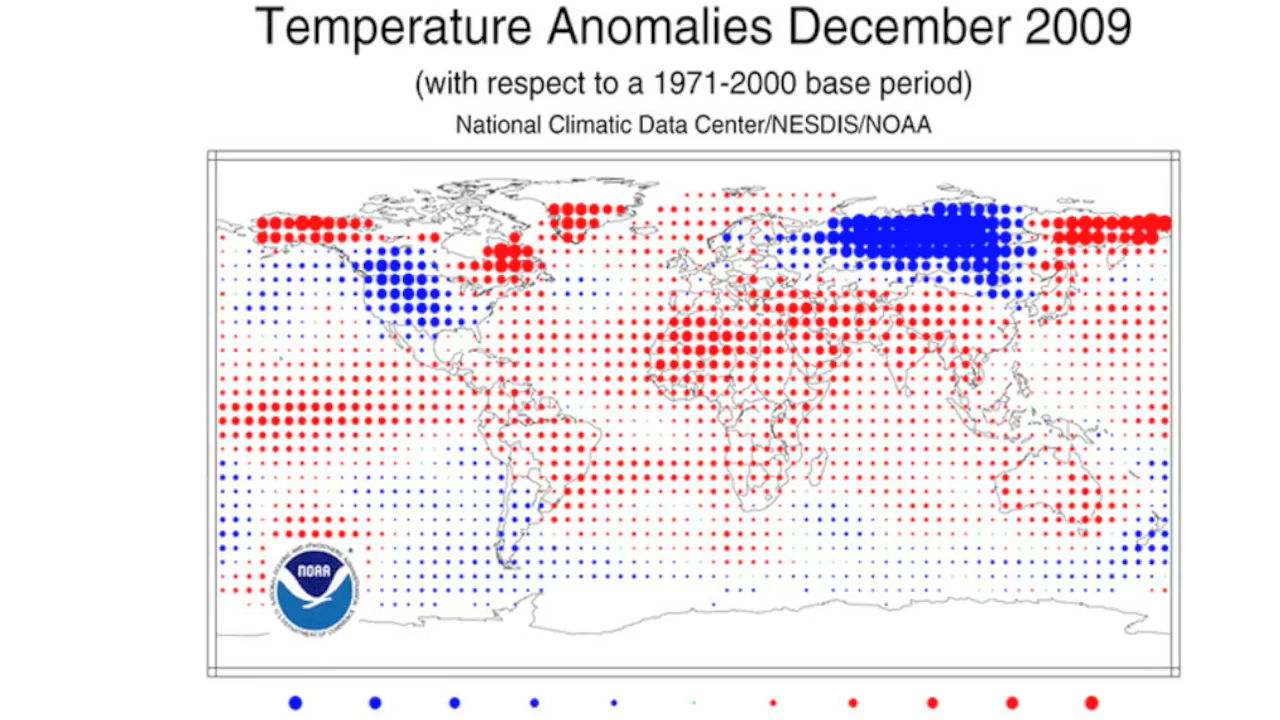 Temperature Anomalies December 2009
(with respect to a 1971-2000 base period)
National Climatic Data Center/NESDIS/NOAA
NOAA